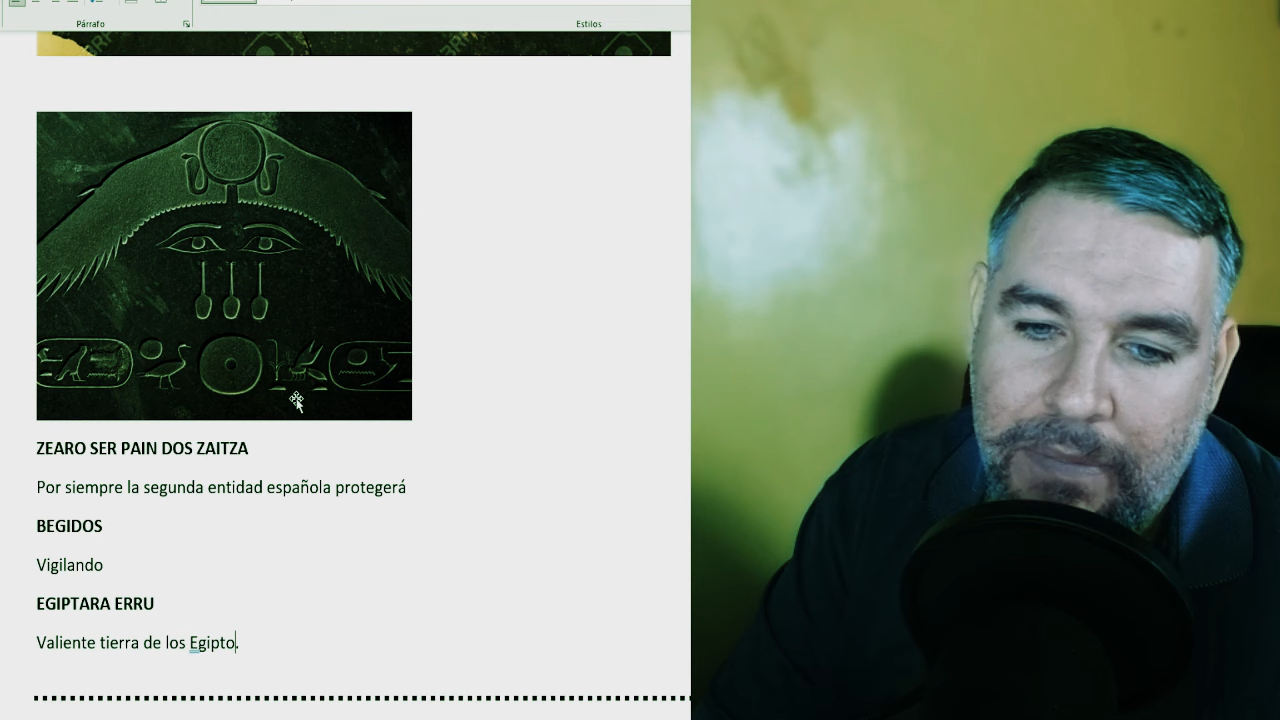 Párrafo
Estilos
ZEARO SER PAIN DOS ZAITZA
Por siempre la segunda entidad española protegerá
BEGIDOS
Vigilando
EGIPTARA ERRU
Valiente tierra de los Egipto.